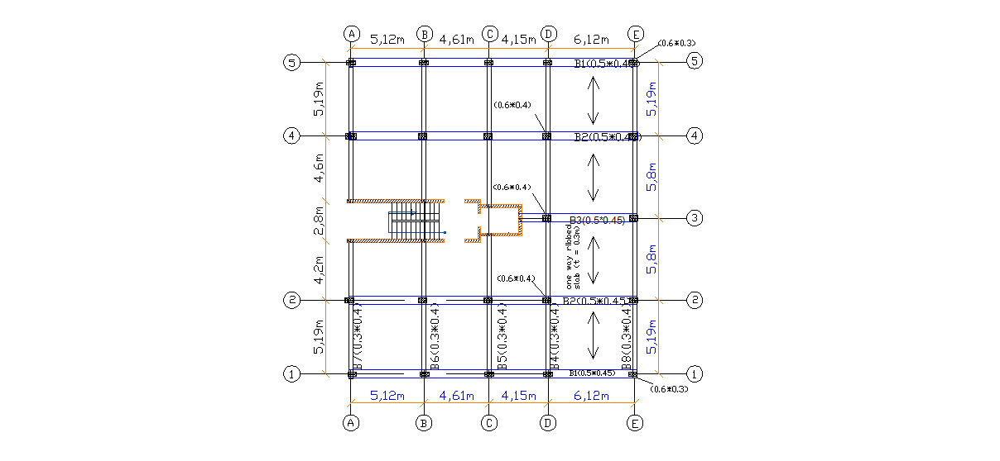 A B C D E
5,12m 4,61m 4,15m 6,12m
(0.6*0.3)
5 5
B1(0.5*0.45)
5,19m 5,19m
(0.6*0.4)
4 4
B2(0.5*0.45)
4,6m 5,8m
(0.6*0.4)
2,8m
B3(0.5*0.45)
3
one way ribbed
slab (t = 0.3m)
4,2m 5,8m
(0.6*0.4)
2 2
B2(0.5*0.45)
5,19m 5,19m
B7(0.3*0.4) B6(0.3*0.4) B5(0.3*0.4) B4(0.3*0.4) B8(0.3*0.4)
1 1
B1(0.5*0.45)
(0.6*0.3)
5,12m 4,61m 4,15m 6,12m
A B C D E